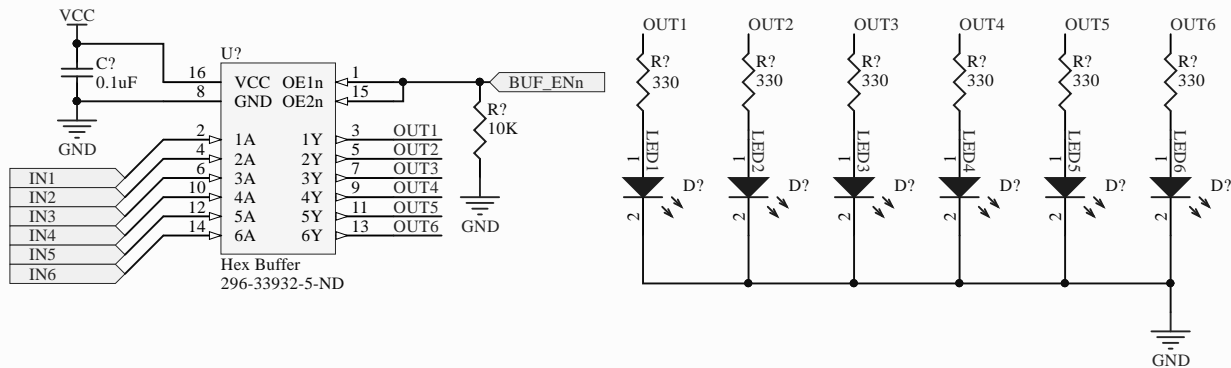 VCC
C?
0.1uF
GND
U?
16
VCC
OE1n
1
8
GND
OE2n
15
BUF_ENn
R?
10K
GND
2
1A
1Y
3
OUT1
4
2A
2Y
5
OUT2
6
3A
3Y
7
OUT3
10
4A
4Y
9
OUT4
12
5A
5Y
11
OUT5
14
6A
6Y
13
OUT6
IN1
IN2
IN3
IN4
IN5
IN6
Hex Buffer
296-33932-5-ND
OUT1
R?
330
LED1
1
D?
2
OUT2
R?
330
LED2
1
D?
2
OUT3
R?
330
LED3
1
D?
2
OUT4
R?
330
LED4
1
D?
2
OUT5
R?
330
LED5
1
D?
2
OUT6
R?
330
LED6
1
D?
2
GND